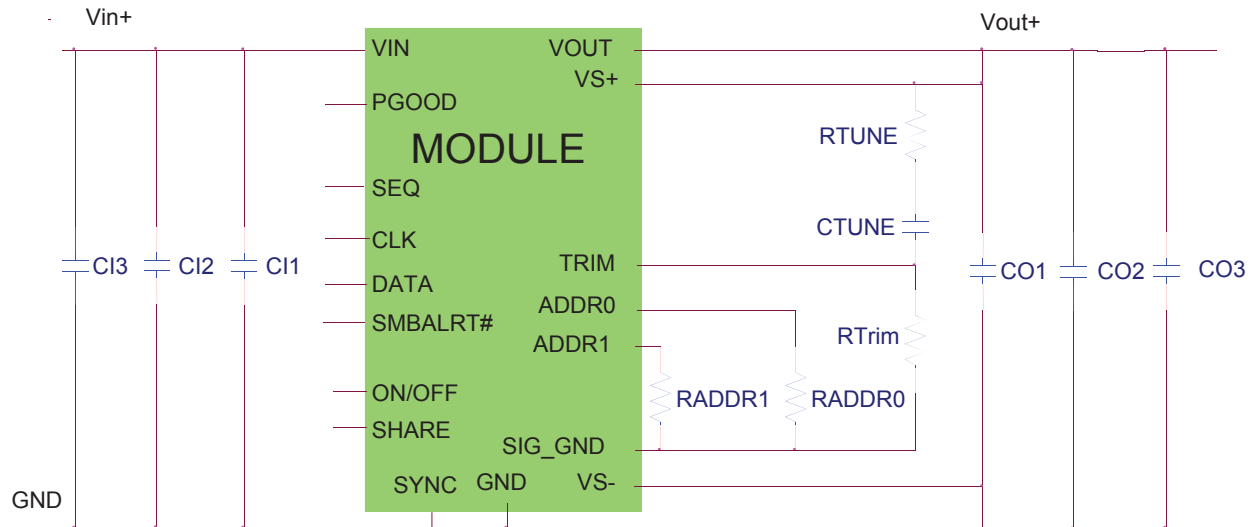 Vin+
Vout+
VIN
VOUT
VS+
PGOOD
MODULE
RTUNE
SEQ
CTUNE
CLK
TRIM
CI3
CI2
CI1
CO1
CO2
CO3
DATA
ADDR0
SMBALRT#
ADDR1
RTrim
ON/OFF
RADDR1
RADDR0
SHARE
SIG_GND
SYNC
GND
VS-
GND